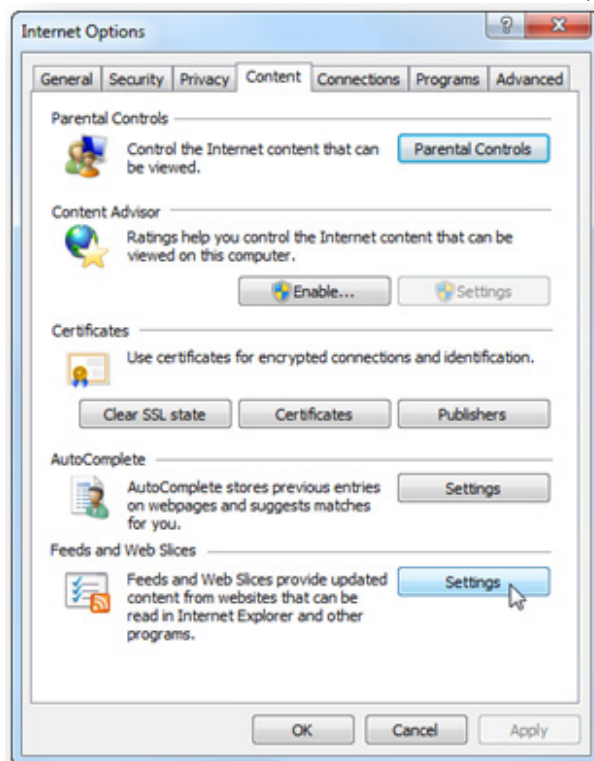 Internet Options
General Security Privacy Content Connections Programs Advanced
Parental Controls
Control the Internet content that can Parental Controls
be viewed.
Content Advisor
Ratings help you control the Internet content that can be
viewed on this computer.
Enable... Settings
Certificates
Use certificates for encrypted connections and identification.
Clear SSL state Certificates Publishers
AutoComplete
AutoComplete stores previous entries Settings
on webpages and suggests matches
for you.
Feeds and Web Slices
Feeds and Web Slices provide updated Settings
content from websites that can be
read in Internet Explorer and other
programs.
OK Cancel Apply